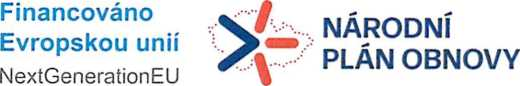 Financováno
Evropskou unií
NextGenerationEU
NÁRODNÍ
PLÁN OBNOVY